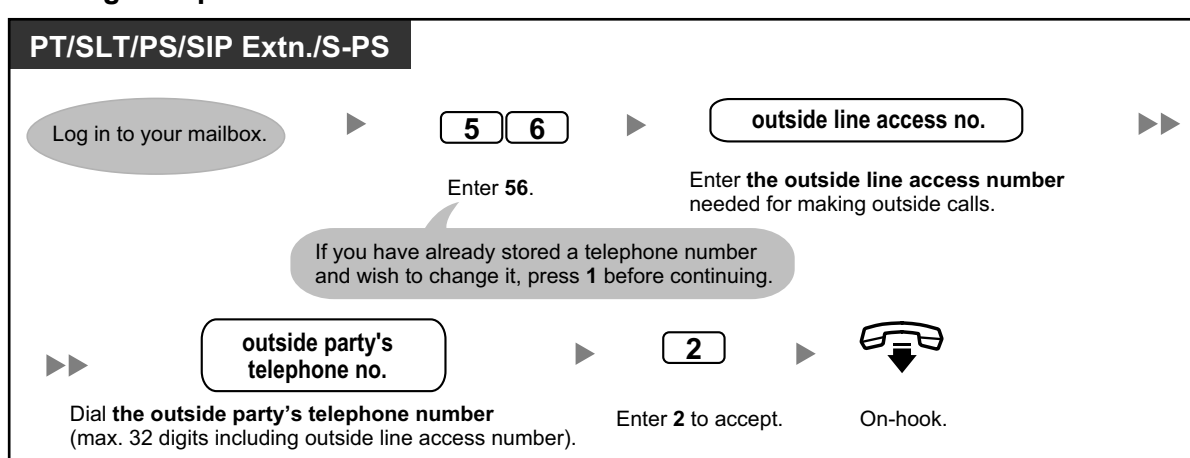 PT/SLT/PS/SIP Extn./S-PS
Log in to your mailbox.
5 6
outside line access no.
Enter 56.
Enter the outside line access number
needed for making outside calls.
If you have already stored a telephone number
and wish to change it, press 1 before continuing.
outside party's
telephone no.
2
Dial the outside party’s telephone number
(max. 32 digits including outside line access number).
Enter 2 to accept.
On-hook.